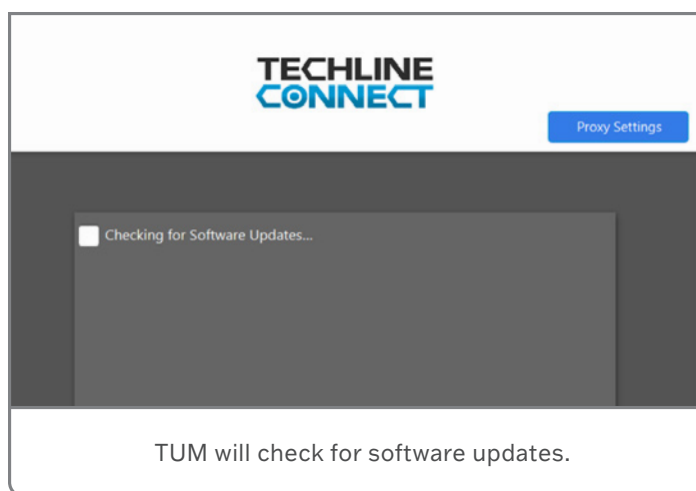 TECHLINE
CONNECT
Proxy Settings
Checking for Software Updates...
TUM will check for software updates.